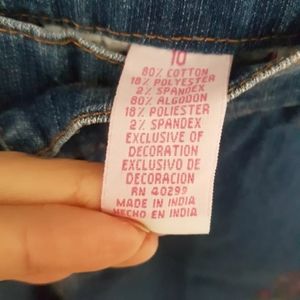 10
80% COTTON
18% POLYESTER
2% SPANDEX
80% ALGODON
18% POLIESTER
2% SPANDEX
EXCLUSIVE OF
DECORATION
EXCLUSIVO DE
DECORACION
RN 40299
MADE IN INDIA
HECHO EN INDIA